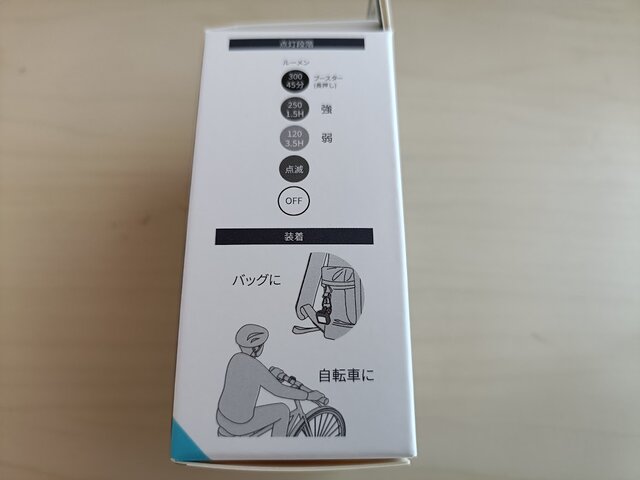 点灯段階
ルーメン
300
45分
ブースター
(長押し)
250
1.5H
強
120
3.5H
弱
点滅
OFF
装着
バッグに
自転車に